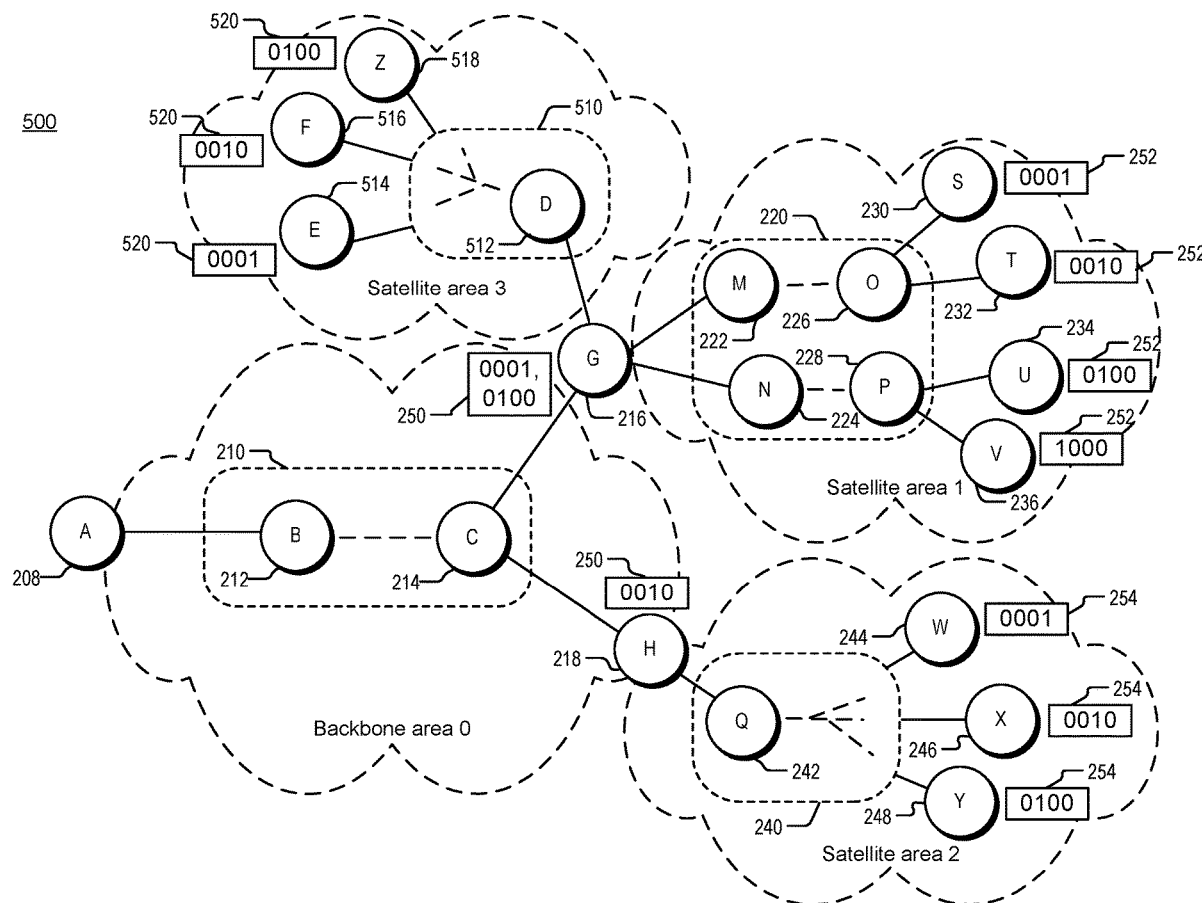 500
520
0100
Z
518
520
0010
F
516
510
514
E
520
0001
D
512
Satellite area 3
S
0001
252
230
220
M
O
222
226
T
0010
252
232
G
0001,
0100
250
216
N
228
P
224
234
U
252
0100
252
V
1000
236
Satellite area 1
210
A
208
B
212
C
214
250
0010
H
218
Backbone area 0
W
0001
254
244
Q
242
X
0010
254
246
Y
0100
254
248
240
Satellite area 2